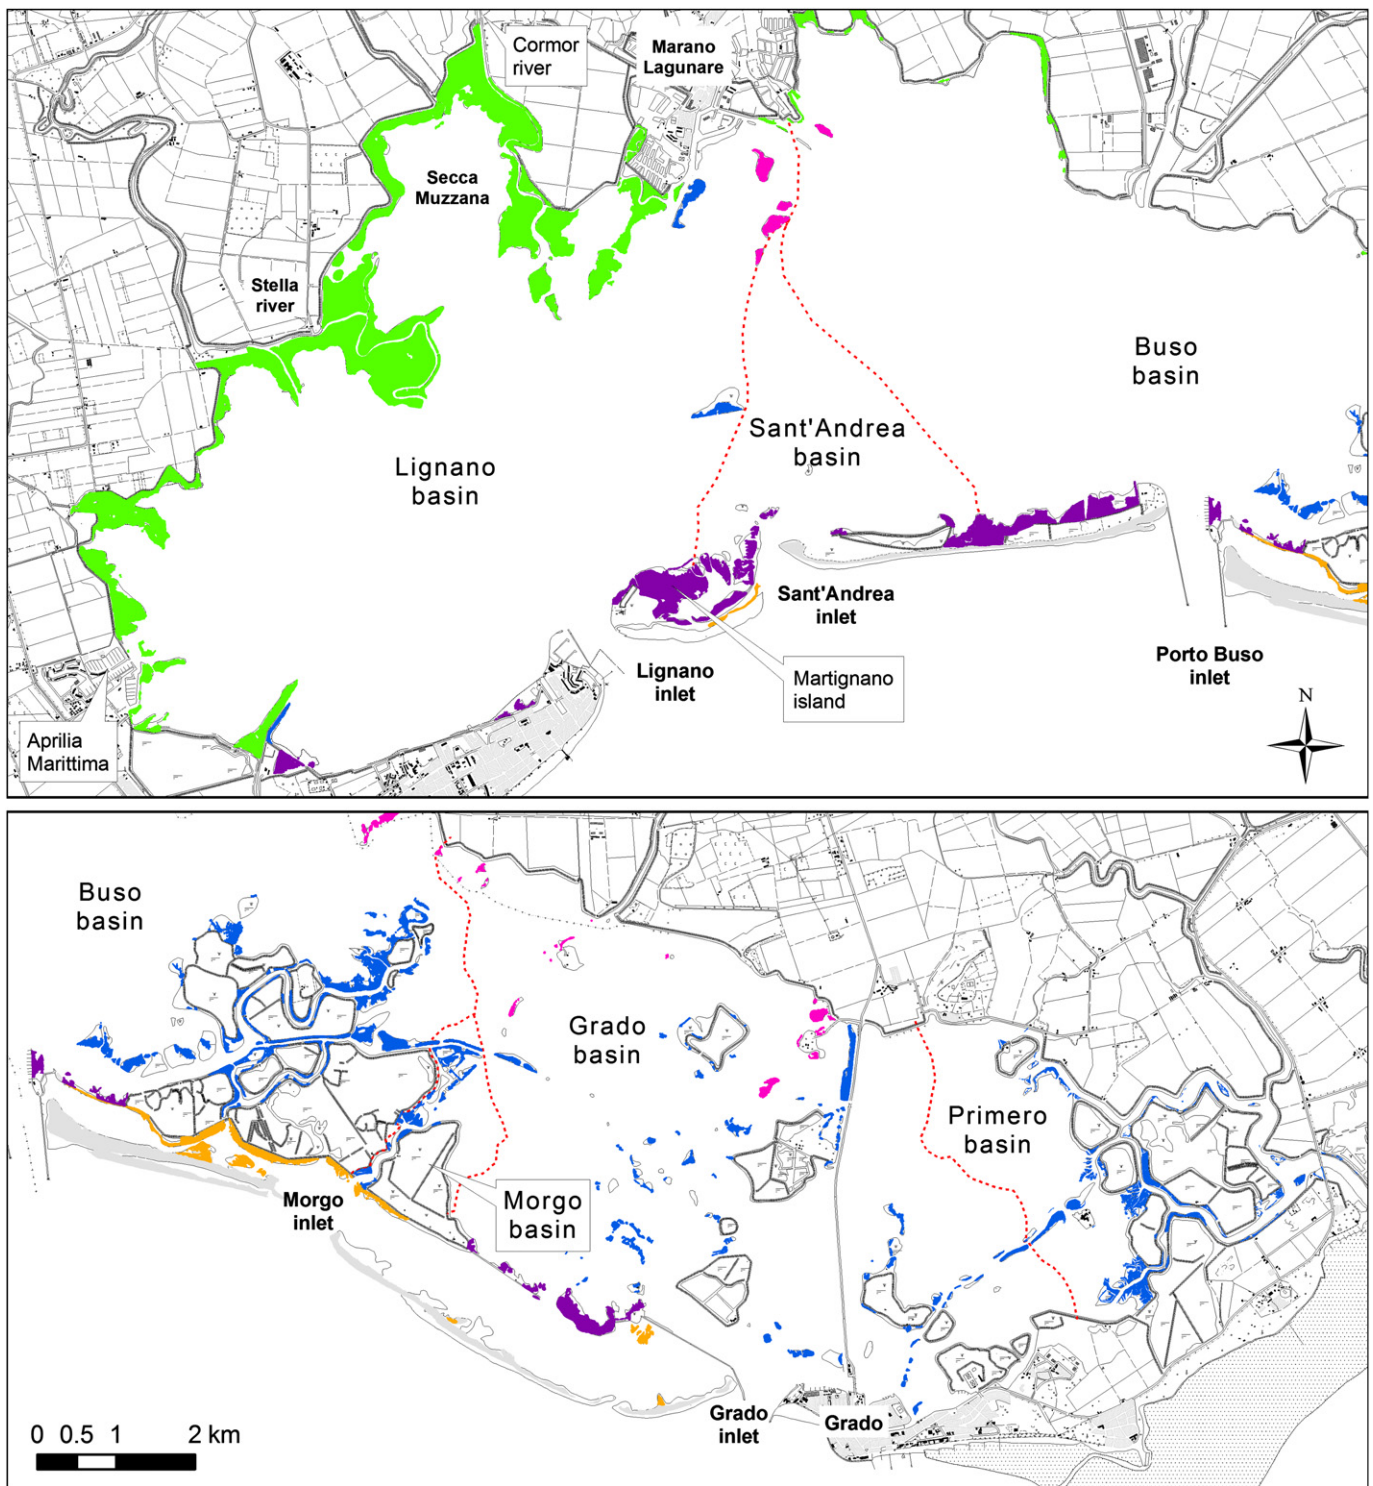 Cormor
river
Marano
Lagunare
Secca
Muzzana
Stella
river
Buso
basin
Sant'Andrea
basin
Lignano
basin
Sant'Andrea
inlet
Lignano
inlet
Martignano
island
Porto Buso
inlet
N
Aprilia
Marittima
Buso
basin
Grado
basin
Primero
basin
Morgo
inlet
Morgo
basin
Grado
inlet
Grado
0 0.5 1 2 km